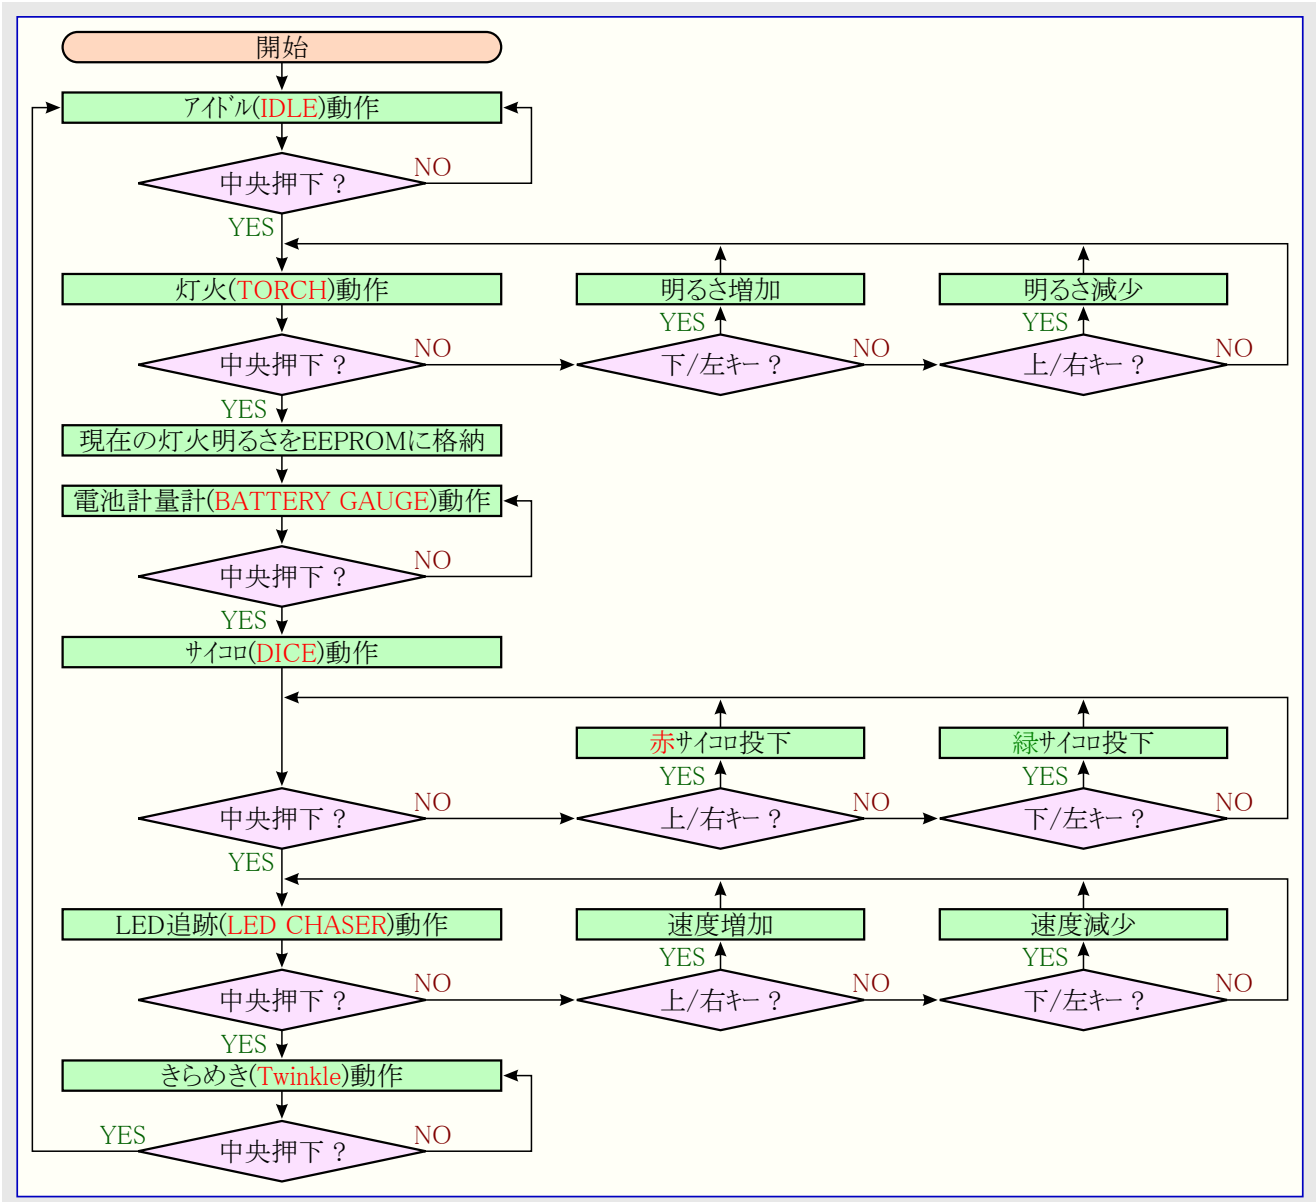 開始
アイドル(IDLE)動作
中央押下 ?
NO
YES
灯火(TORCH)動作
明るさ増加
明るさ減少
YES
YES
中央押下 ?
NO
下/左キー ?
NO
上/右キー ?
NO
YES
現在の灯火明るさをEEPROMに格納
電池計量計(BATTERY GAUGE)動作
中央押下 ?
NO
YES
サイコロ(DICE)動作
赤サイコロ投下
緑サイコロ投下
YES
YES
中央押下 ?
NO
上/右キー ?
NO
下/左キー ?
NO
YES
LED追跡(LED CHASER)動作
速度増加
速度減少
YES
YES
中央押下 ?
NO
上/右キー ?
NO
下/左キー ?
NO
YES
きらめき(Twinkle)動作
YES
中央押下 ?
NO